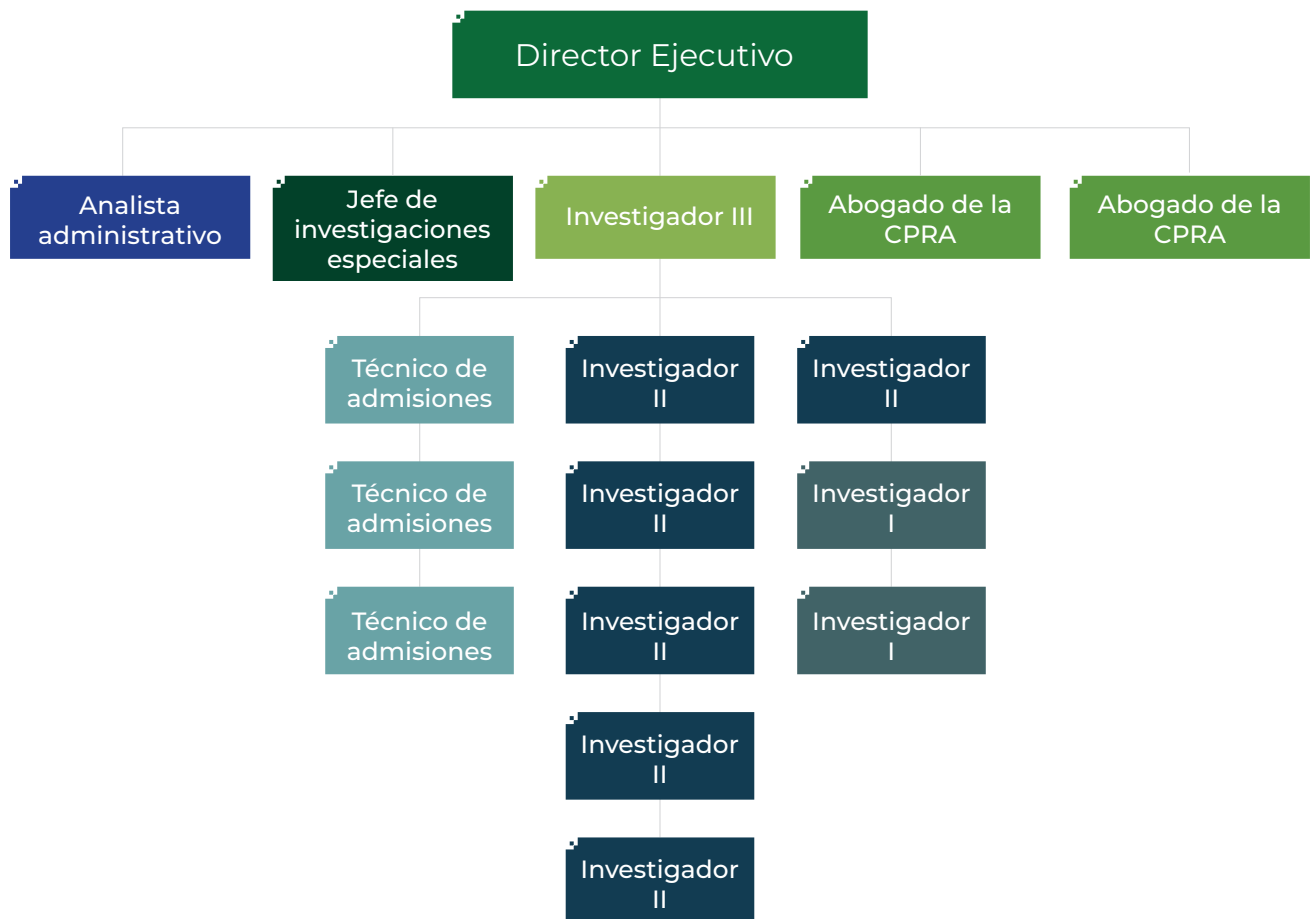 Director Ejecutivo
Analista
administrativo
Jefe de
investigaciones
especiales
Investigador III
Abogado de la
CPRA
Abogado de la
CPRA
Técnico de
admisiones
Investigador
II
Investigador
II
Técnico de
admisiones
Investigador
II
Investigador
I
Técnico de
admisiones
Investigador
II
Investigador
I
Investigador
II
Investigador
II